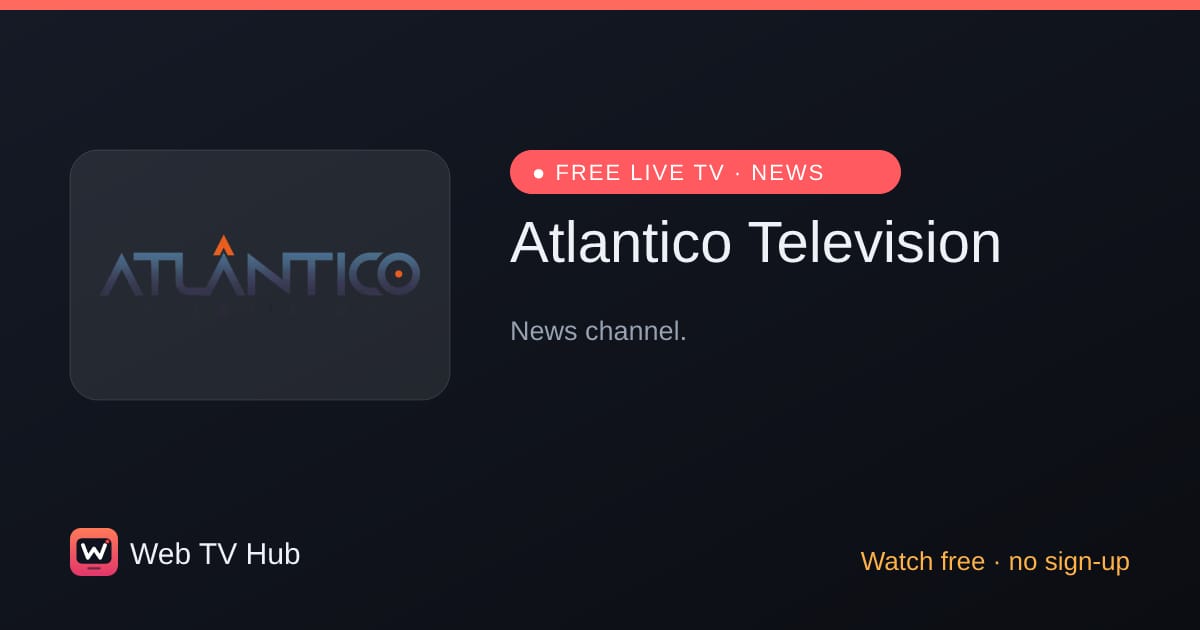 FREE LIVE TV · NEWS
ATLANTICO
Atlantico Television
News channel.
W
Web TV Hub
Watch free · no sign-up